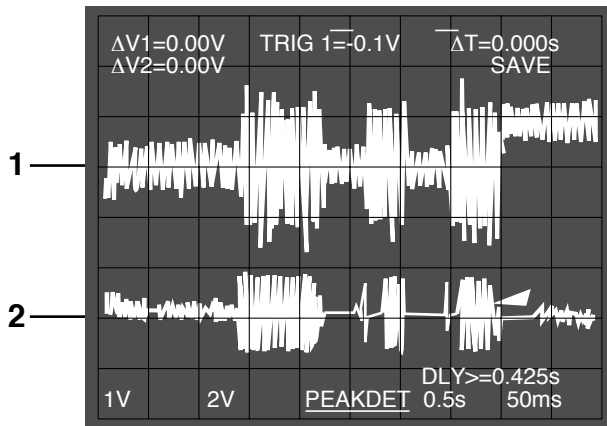 ΔV1=0.00V TRIG 1=-0.1V ΔT=0.000s
ΔV2=0.00V SAVE
1
2
DLY>=0.425s
1V 2V PEAKDET 0.5s 50ms